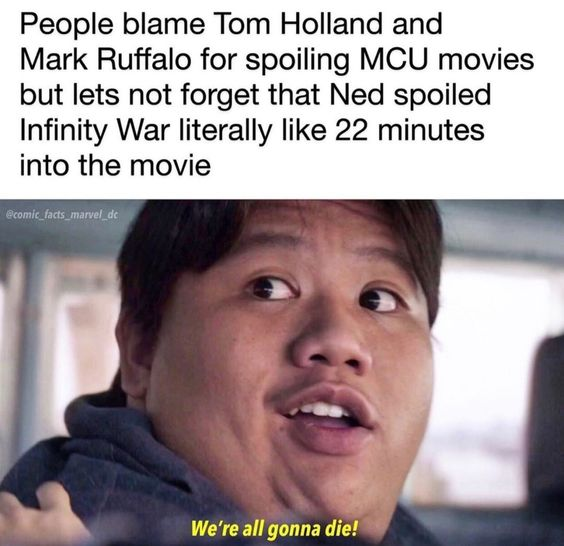 People blame Tom Holland and
Mark Ruffalo for spoiling MCU movies
but lets not forget that Ned spoiled
Infinity War literally like 22 minutes
into the movie
@comic_facts_marvel_dc
We're all gonna die!